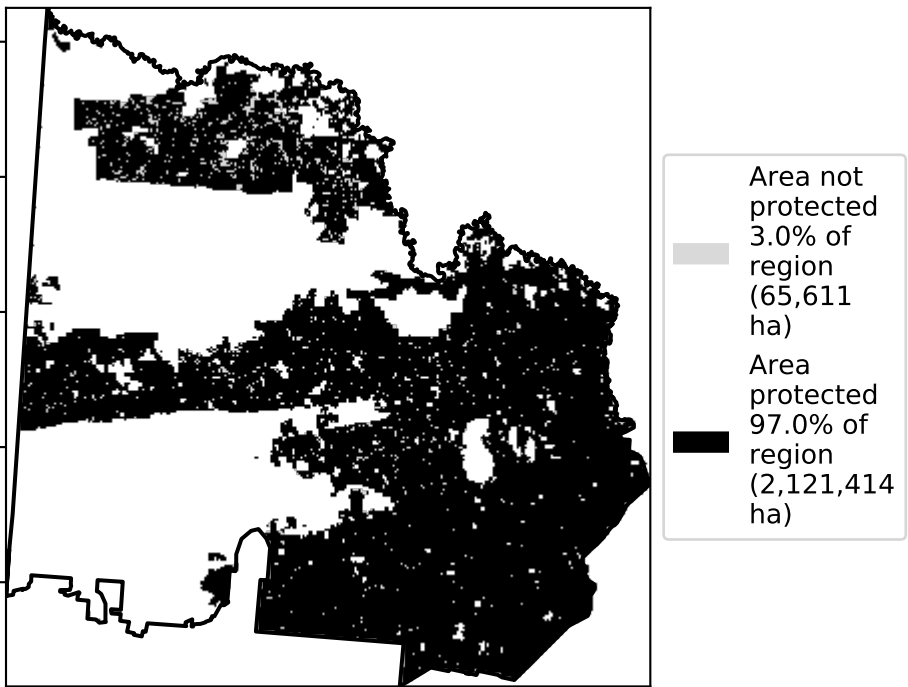 Area not
protected
3.0% of
region
(65,611
ha)
Area
protected
97.0% of
region
(2,121,414
ha)